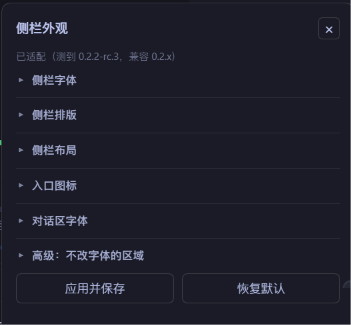 侧栏外观
×
已适配（测到 0.2.2-rc.3，兼容 0.2.x）
▸ 侧栏字体
▸ 侧栏排版
▸ 侧栏布局
▸ 入口图标
▸ 对话区字体
▸ 高级：不改字体的区域
应用并保存
恢复默认